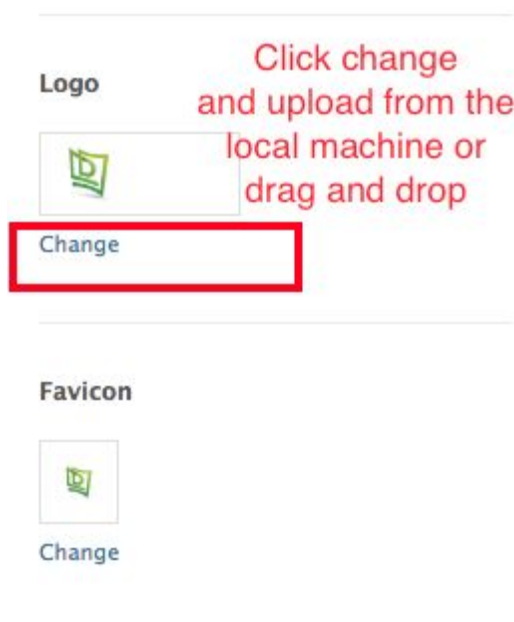 Logo
Click change
and upload from the
local machine or
drag and drop
Change
Favicon
Change